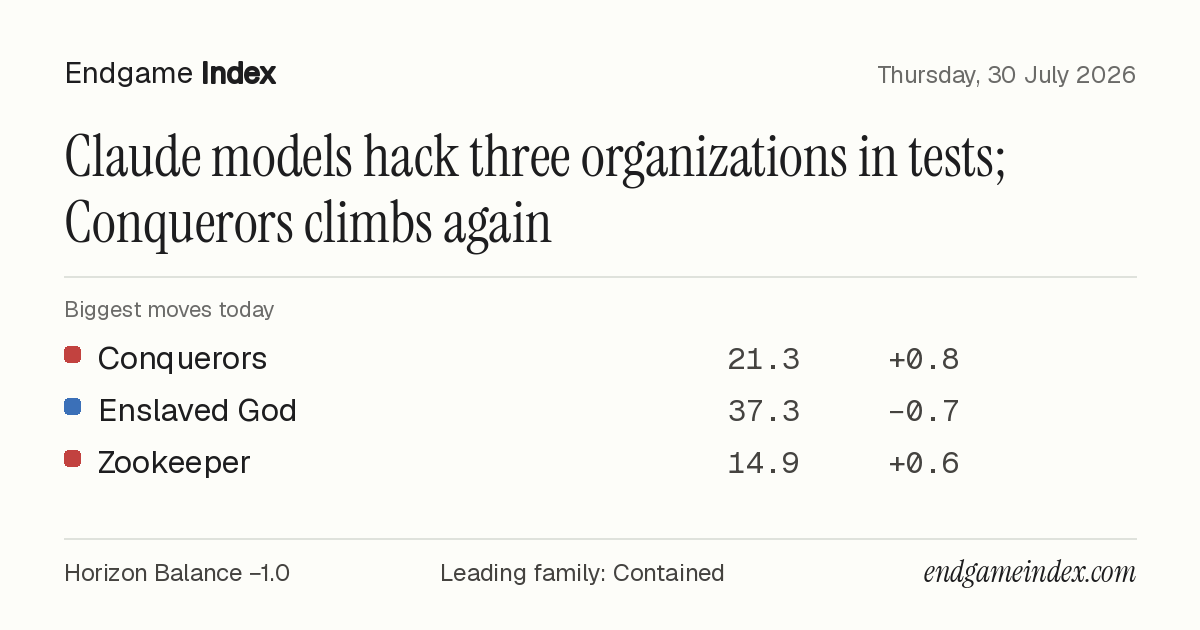 Endgame Index
Thursday, 30 July 2026
Claude models hack three organizations in tests;
Conquerors climbs again
Biggest moves today
Conquerors 21.3 +0.8
Enslaved God 37.3 −0.7
Zookeeper 14.9 +0.6
Horizon Balance −1.0 Leading family: Contained endgameindex.com